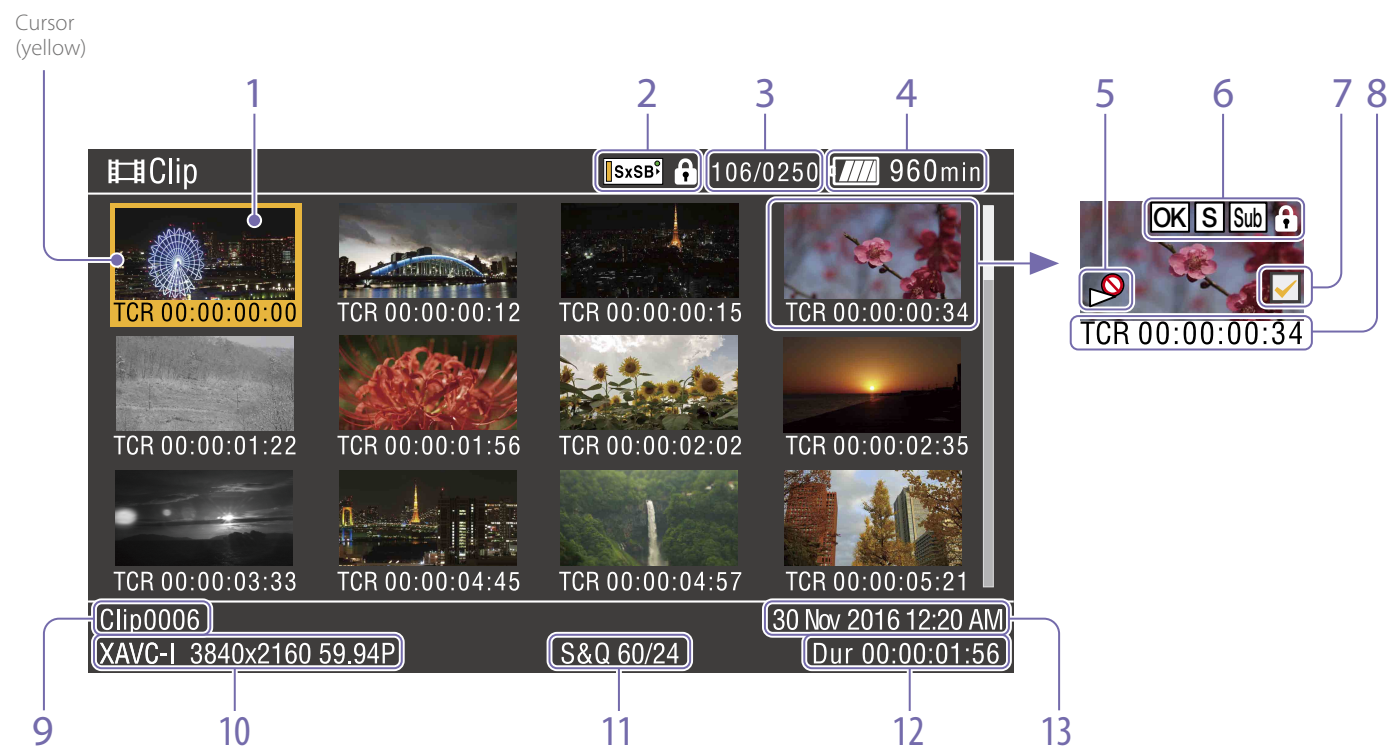 Cursor
(yellow)
1
2
3
4
5
6
7
8
Clip
SxSB
106/0250
960min
OK S Sub
TCR 00:00:00:00
TCR 00:00:00:12
TCR 00:00:00:15
TCR 00:00:00:34
TCR 00:00:00:34
TCR 00:00:01:22
TCR 00:00:01:56
TCR 00:00:02:02
TCR 00:00:02:35
TCR 00:00:03:33
TCR 00:00:04:45
TCR 00:00:04:57
TCR 00:00:05:21
Clip0006
30 Nov 2016 12:20 AM
XAVC-I 3840x2160 59.94P
S&Q 60/24
Dur 00:00:01:56
9
10
11
12
13